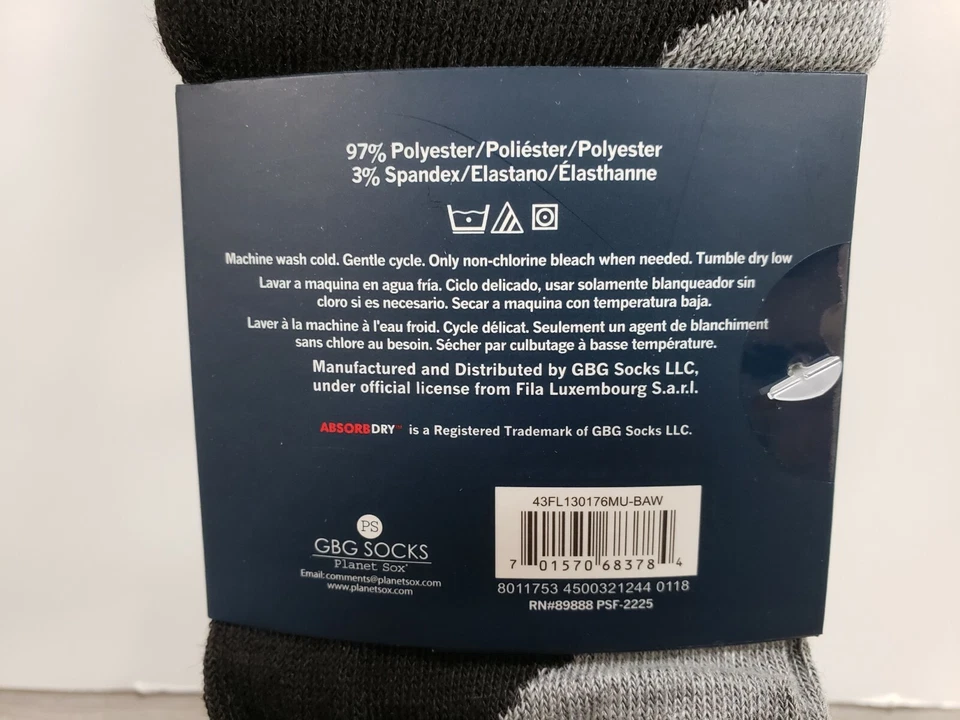 97% Polyester/Poliéster/Polyester
3% Spandex/Elastano/Élasthanne
Machine wash cold. Gentle cycle. Only non-chlorine bleach when needed. Tumble dry low
Lavar a maquina en agua fría. Ciclo delicado, usar solamente blanqueador sin
cloro si es necesario. Secar a maquina con temperatura baja.
Laver à la machine à l'eau froid. Cycle délicat. Seulement un agent de blanchiment
sans chlore au besoin. Sécher par culbutage à basse température.
Manufactured and Distributed by GBG Socks LLC,
under official license from Fila Luxembourg S.a.r.l.
ABSORBDRY™ is a Registered Trademark of GBG Socks LLC.
PS
GBG SOCKS
Planet Sox®
Email:comments@planetsox.com
www.planetsox.com
43FL130176MU-BAW
7 01570 68378 4
8011753 4500321244 0118
RN#89888 PSF-2225